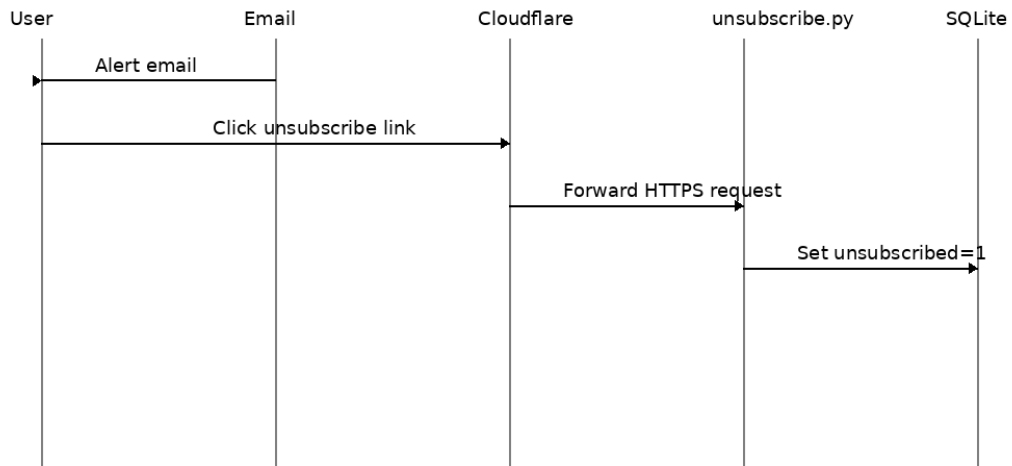 User
Email
Cloudflare
unsubscribe.py
SQLite
Alert email
Click unsubscribe link
Forward HTTPS request
Set unsubscribed=1